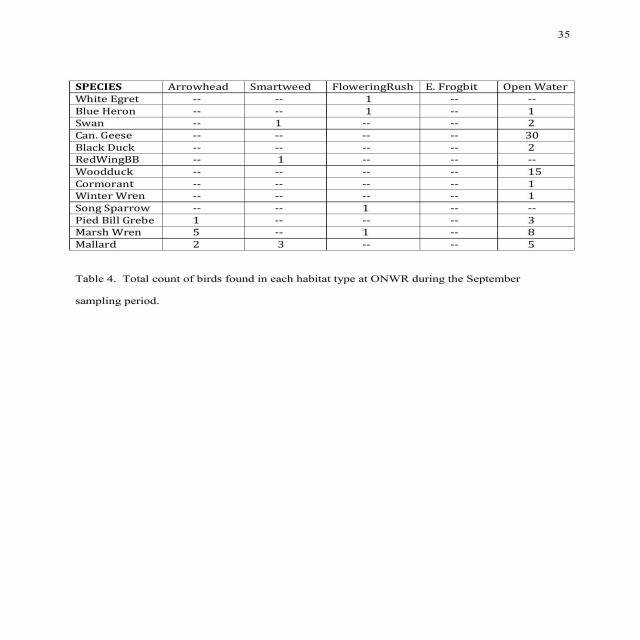 35
SPECIES Arrowhead Smartweed FloweringRush E. Frogbit Open Water
White Egret -- -- 1 -- --
Blue Heron -- -- 1 -- 1
Swan -- 1 -- -- 2
Can. Geese -- -- -- -- 30
Black Duck -- -- -- -- 2
RedWingBB -- 1 -- -- --
Woodduck -- -- -- -- 15
Cormorant -- -- -- -- 1
Winter Wren -- -- -- -- 1
Song Sparrow -- -- 1 -- --
Pied Bill Grebe 1 -- -- -- 3
Marsh Wren 5 -- 1 -- 8
Mallard 2 3 -- -- 5
Table 4. Total count of birds found in each habitat type at ONWR during the September
sampling period.